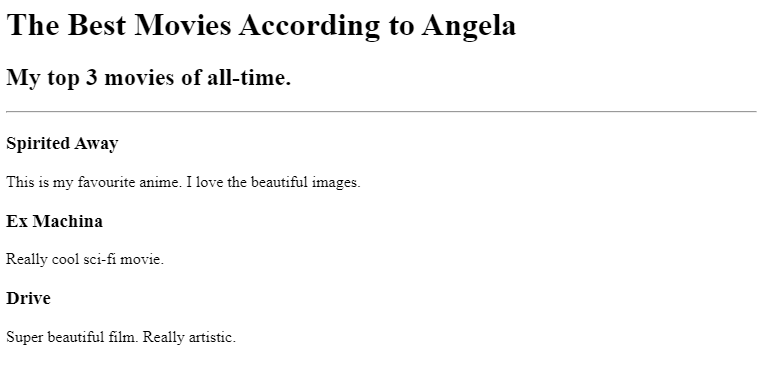 The Best Movies According to Angela
My top 3 movies of all-time.
Spirited Away
This is my favourite anime. I love the beautiful images.
Ex Machina
Really cool sci-fi movie.
Drive
Super beautiful film. Really artistic.